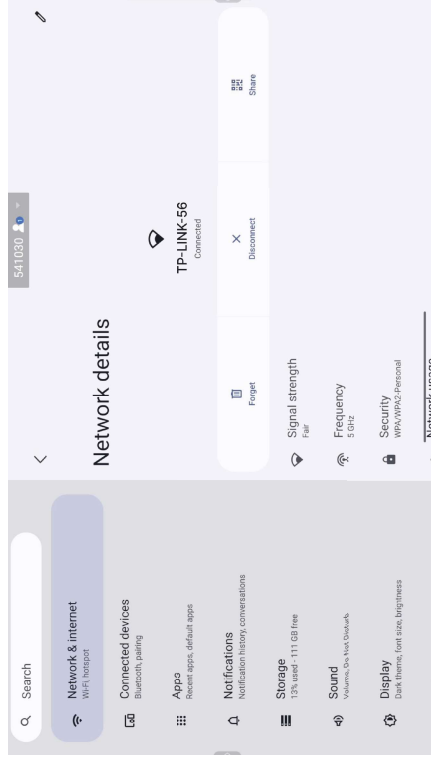 541030
Search
Network & internet
Wi-Fi, hotspot
Connected devices
Bluetooth, pairing
Apps
Recent apps, default apps
Notifications
Notification history, conversations
Storage
13% used - 111 GB free
Sound
Volume, Do Not Disturb
Display
Dark theme, font size, brightness
Network details
TP-LINK-56
Connected
Forget
Disconnect
Share
Signal strength
Fair
Frequency
5 GHz
Security
WPA/WPA2-Personal
Network usage